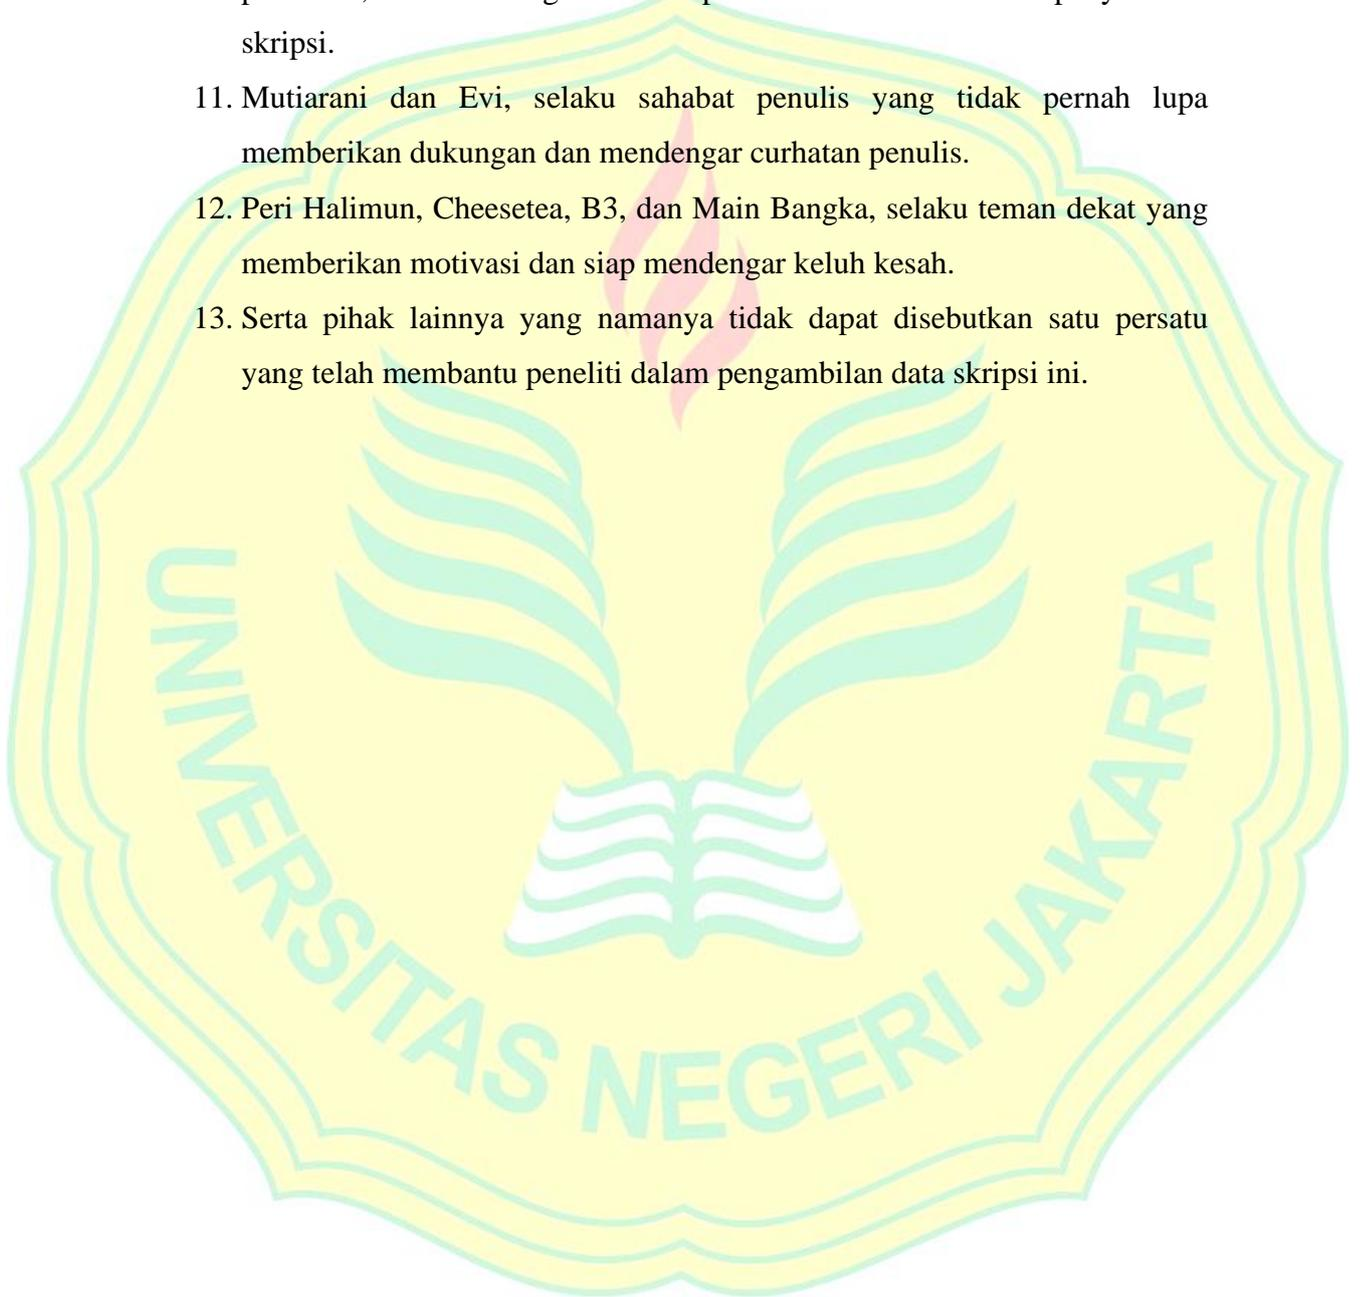 skripsi.
11. Mutiarani dan Evi, selaku sahabat penulis yang tidak pernah lupa
memberikan dukungan dan mendengar curhatan penulis.
12. Peri Halimun, Cheesetea, B3, dan Main Bangka, selaku teman dekat yang
memberikan motivasi dan siap mendengar keluh kesah.
13. Serta pihak lainnya yang namanya tidak dapat disebutkan satu persatu
yang telah membantu peneliti dalam pengambilan data skripsi ini.
UNIVERSITAS NEGERI JAKARTA